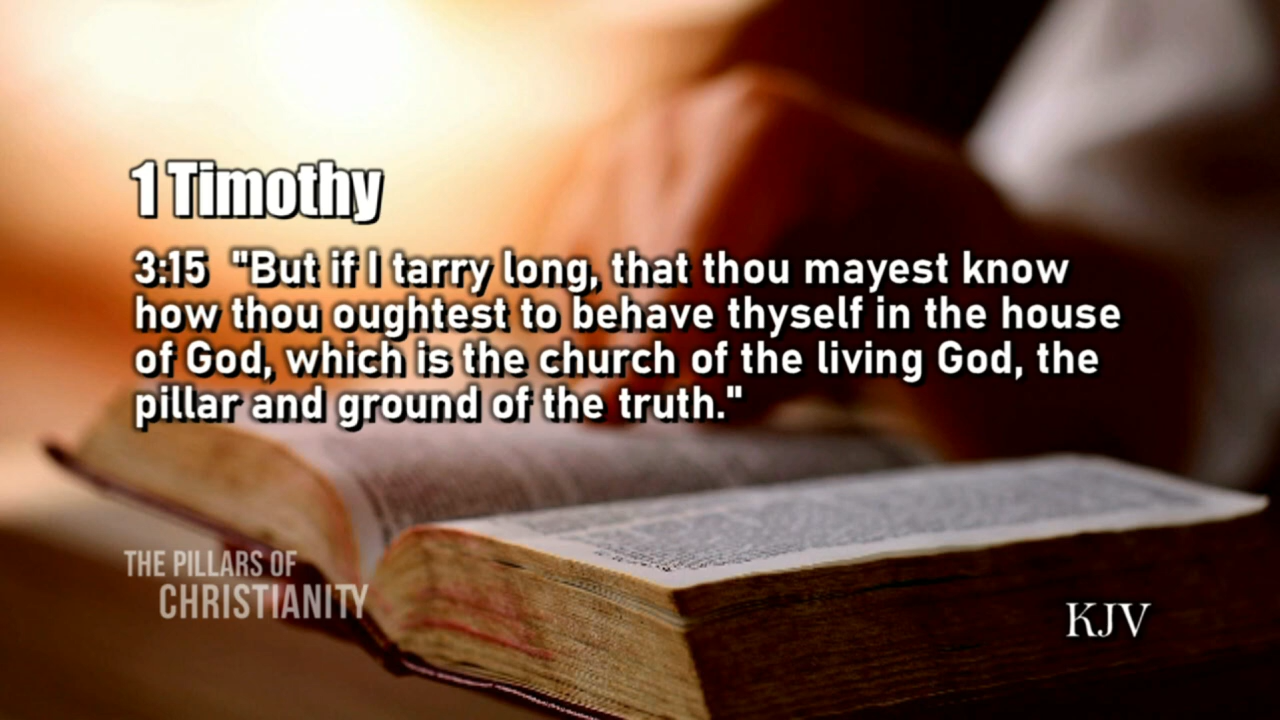 1 Timothy
3:15 "But if I tarry long, that thou mayest know
how thou oughtest to behave thyself in the house
of God, which is the church of the living God, the
pillar and ground of the truth."
THE PILLARS OF
CHRISTIANITY
KJV